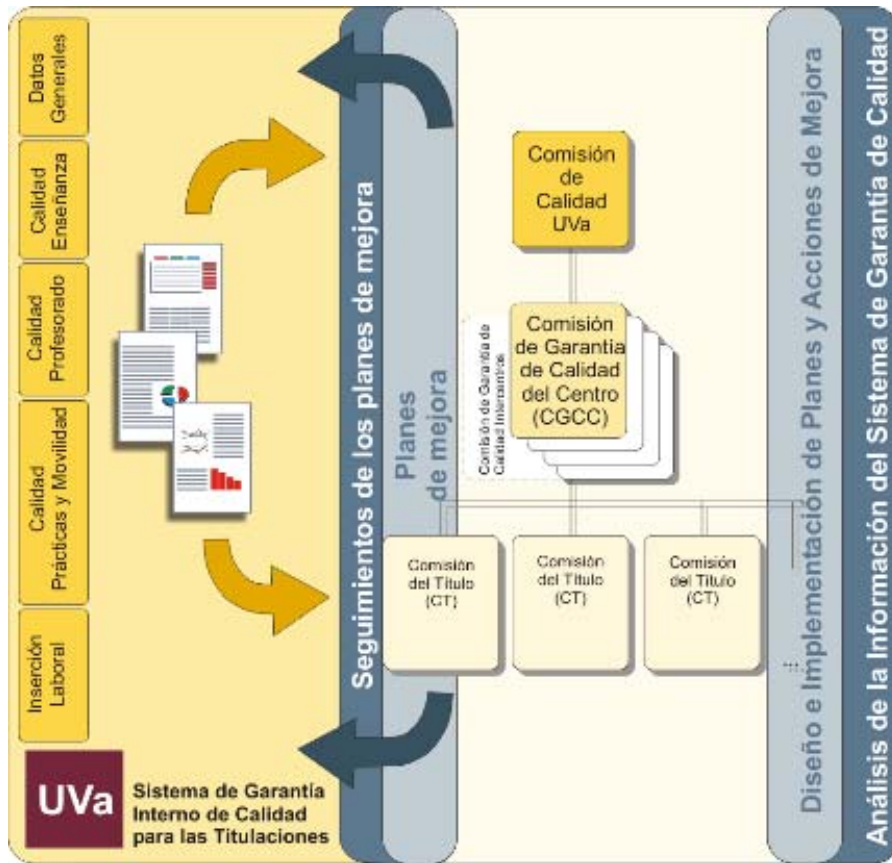 Datos
Generales
Calidad
Enseñanza
Calidad
Profesorado
Calidad
Prácticas y Movilidad
Inserción
Laboral
UVa
Sistema de Garantía
Interno de Calidad
para las Titulaciones
Seguimientos de los planes de mejora
Planes
de mejora
Comisión
de
Calidad
UVa
Comisión de Garantía de
Calidad Intercentros
Comisión
de Garantia
de Calidad
del Centro
(CGCC)
Comisión
del Título
(CT)
Comisión
del Título
(CT)
Comisión
del Título
(CT)
...
Diseño e Implementación de Planes y Acciones de Mejora
Análisis de la Información del Sistema de Garantía de Calidad